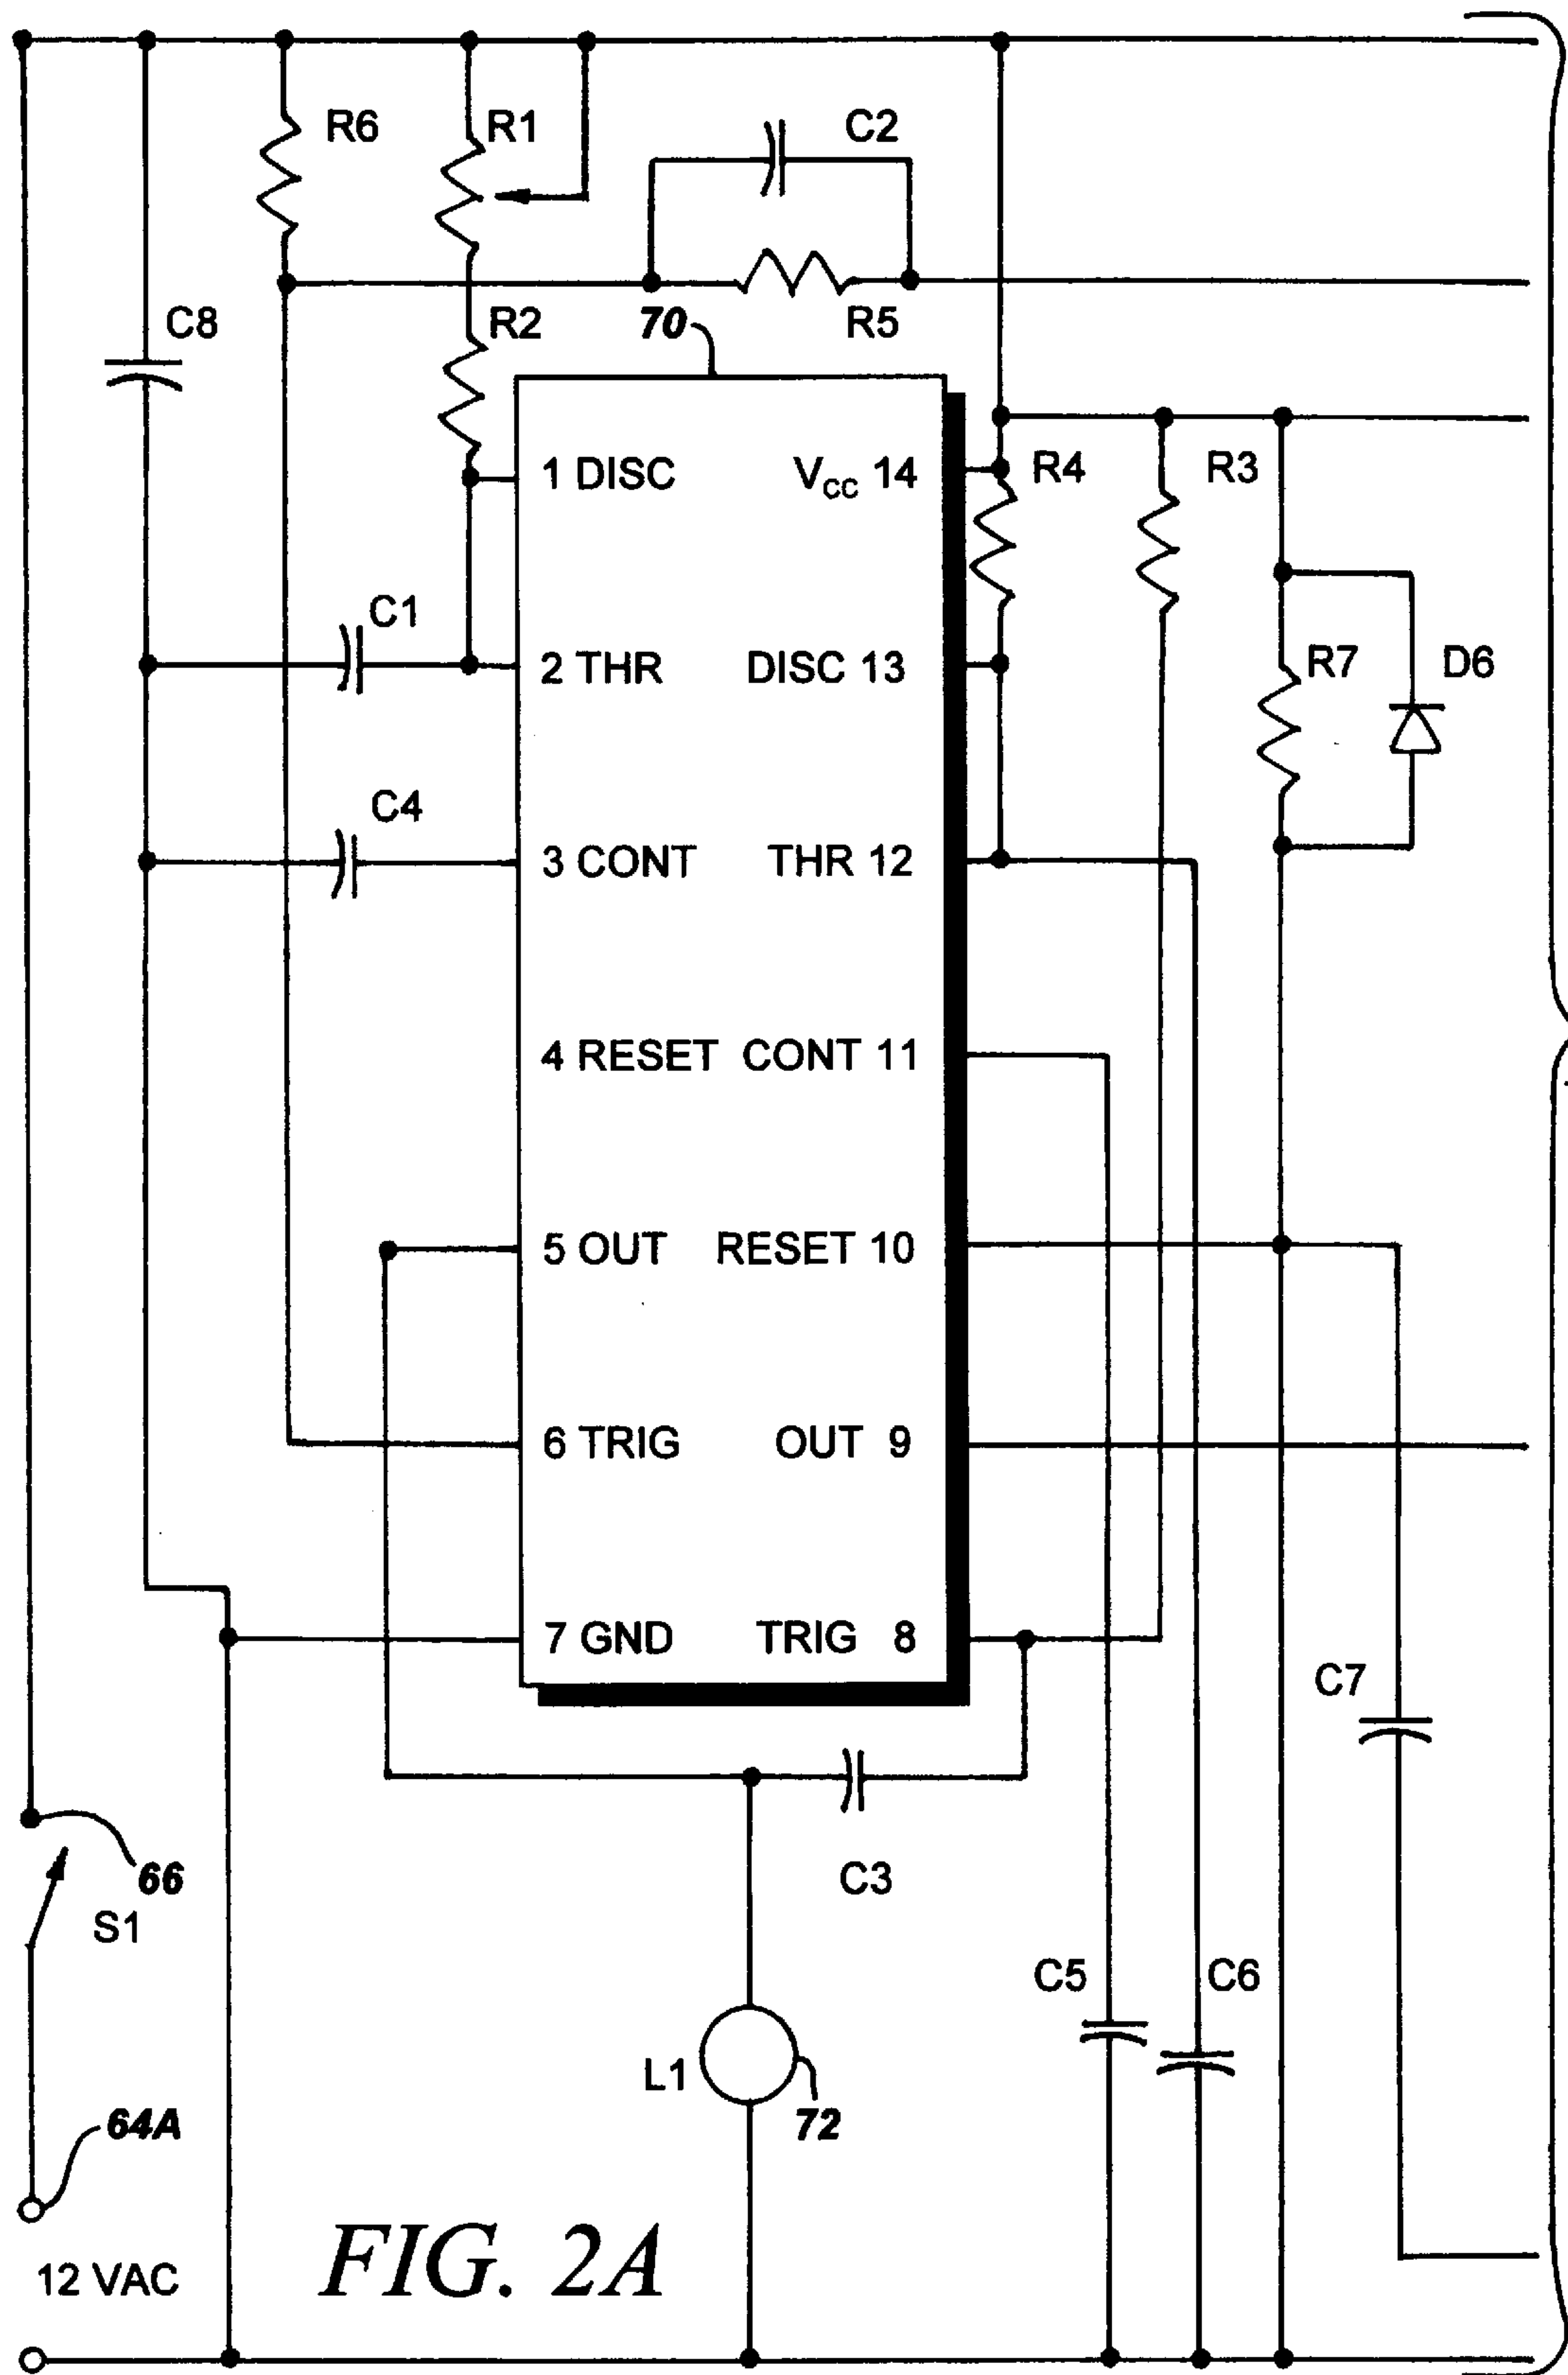 R6
R1
C2
C8
R2
70
R5
1 DISC
V_CC 14
R4
R3
C1
2 THR
DISC 13
R7
D6
C4
3 CONT
THR 12
4 RESET
CONT 11
5 OUT
RESET 10
6 TRIG
OUT 9
7 GND
TRIG 8
C7
66
S1
C3
C5
C6
L1
72
64A
12 VAC
FIG. 2A